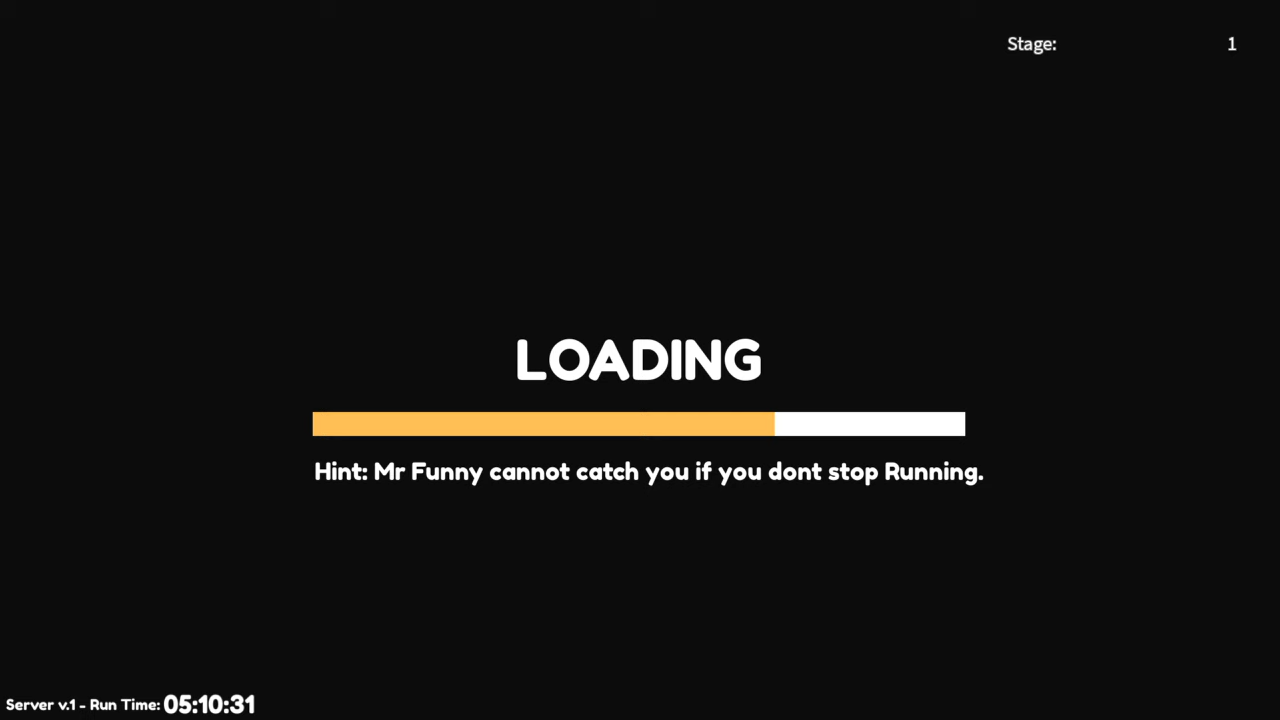 Stage: 1
LOADING
Hint: Mr Funny cannot catch you if you dont stop Running.
Server v.1 - Run Time: 05:10:31